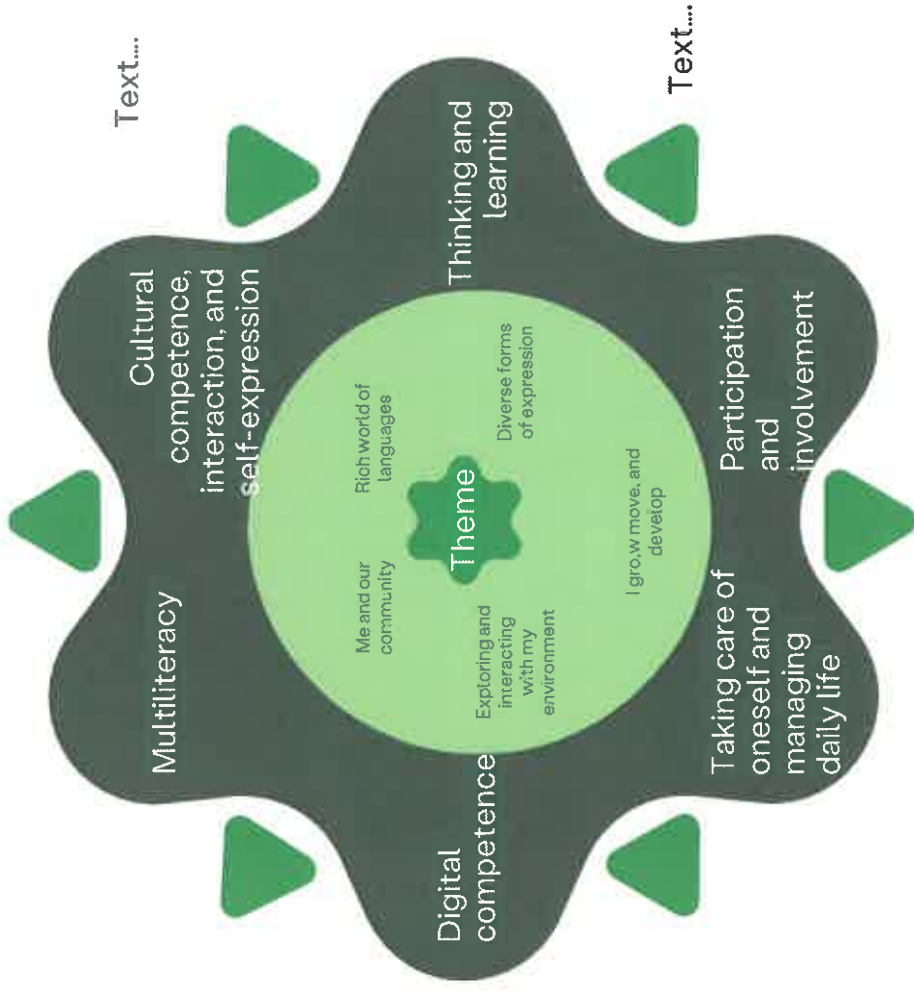 Text....
Multiliteracy
Cultural
competence,
interaction, and
self-expression
Me and our
community
Rich world of
languages
Digital
competence
Theme
Thinking and
learning
Exploring and
interacting
with my
environment
Diverse forms
of expression
I gro,w move, and
develop
Text....
Taking care of
oneself and
managing
daily life
Participation
and
involvement